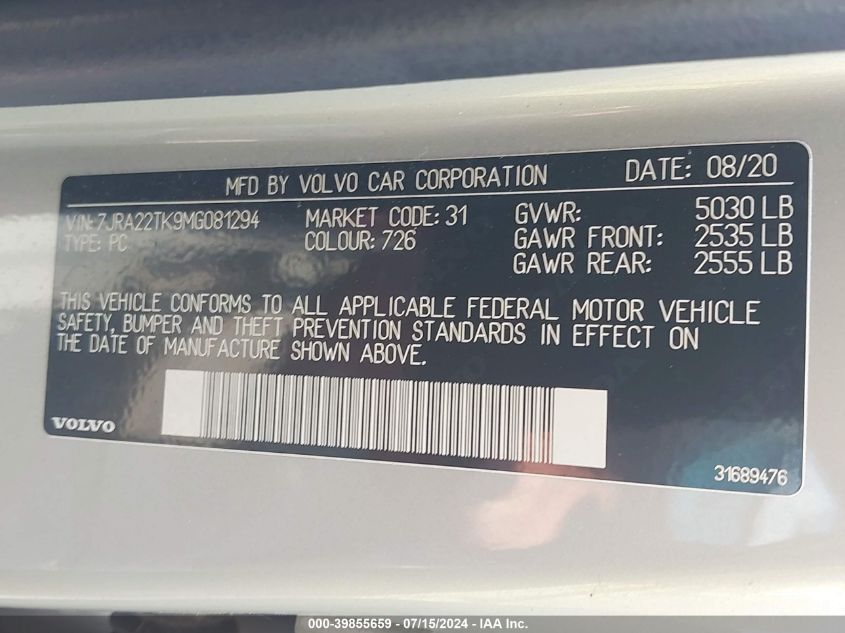 MFD BY VOLVO CAR CORPORATION DATE: 08/20
VIN: 7JRA22TK9MG081294 MARKET CODE: 31 GVWR: 5030 LB
TYPE: PC COLOUR: 726 GAWR FRONT: 2535 LB
GAWR REAR: 2555 LB
THIS VEHICLE CONFORMS TO ALL APPLICABLE FEDERAL MOTOR VEHICLE
SAFETY, BUMPER AND THEFT PREVENTION STANDARDS IN EFFECT ON
THE DATE OF MANUFACTURE SHOWN ABOVE.
VOLVO
31689476
000-39855659 - 07/15/2024 - IAA Inc.